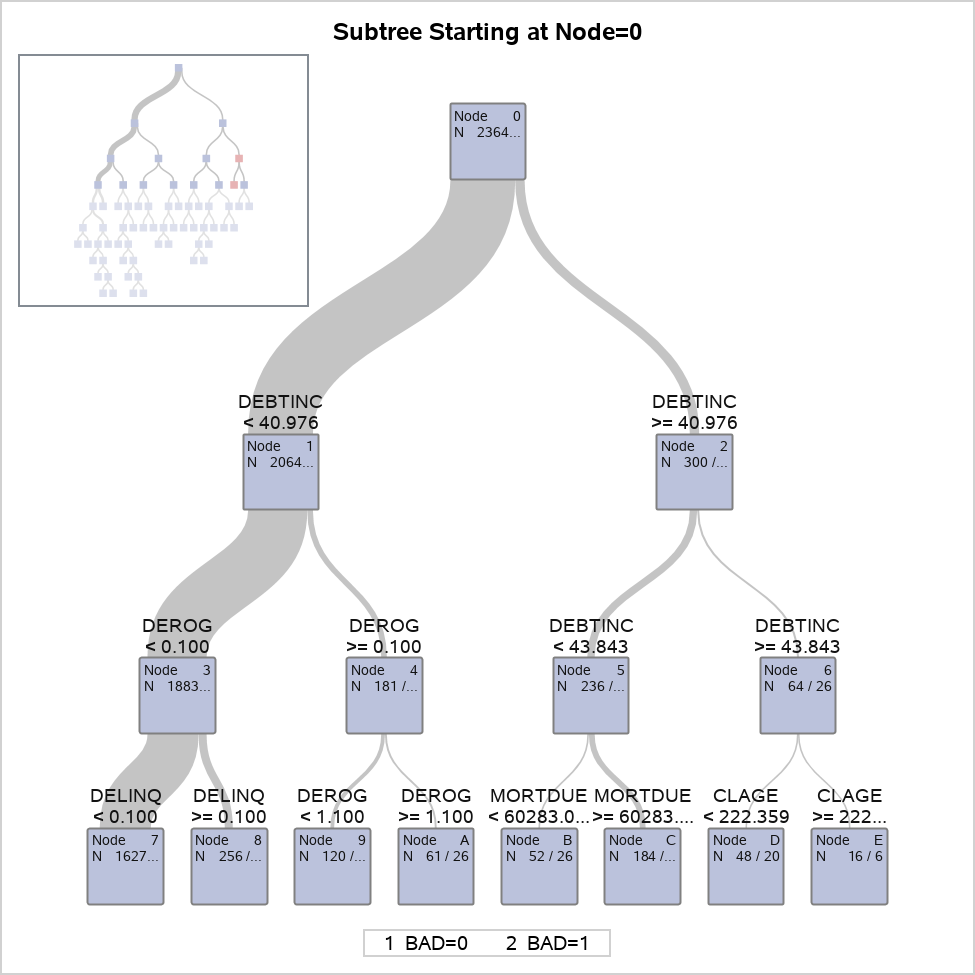 Subtree Starting at Node=0
Node 0
N 2364...
DEBTINC
< 40.976
Node 1
N 2064...
DEBTINC
>= 40.976
Node 2
N 300 /...
DEROG
< 0.100
Node 3
N 1883...
DEROG
>= 0.100
Node 4
N 181 /...
DEBTINC
< 43.843
Node 5
N 236 /...
DEBTINC
>= 43.843
Node 6
N 64 / 26
DELINQ
< 0.100
Node 7
N 1627...
DELINQ
>= 0.100
Node 8
N 256 /...
DEROG
< 1.100
Node 9
N 120 /...
DEROG
>= 1.100
Node A
N 61 / 26
MORTDUE
< 60283.0...
Node B
N 52 / 26
MORTDUE
>= 60283....
Node C
N 184 /...
CLAGE
< 222.359
Node D
N 48 / 20
CLAGE
>= 222...
Node E
N 16 / 6
1 BAD=0 2 BAD=1